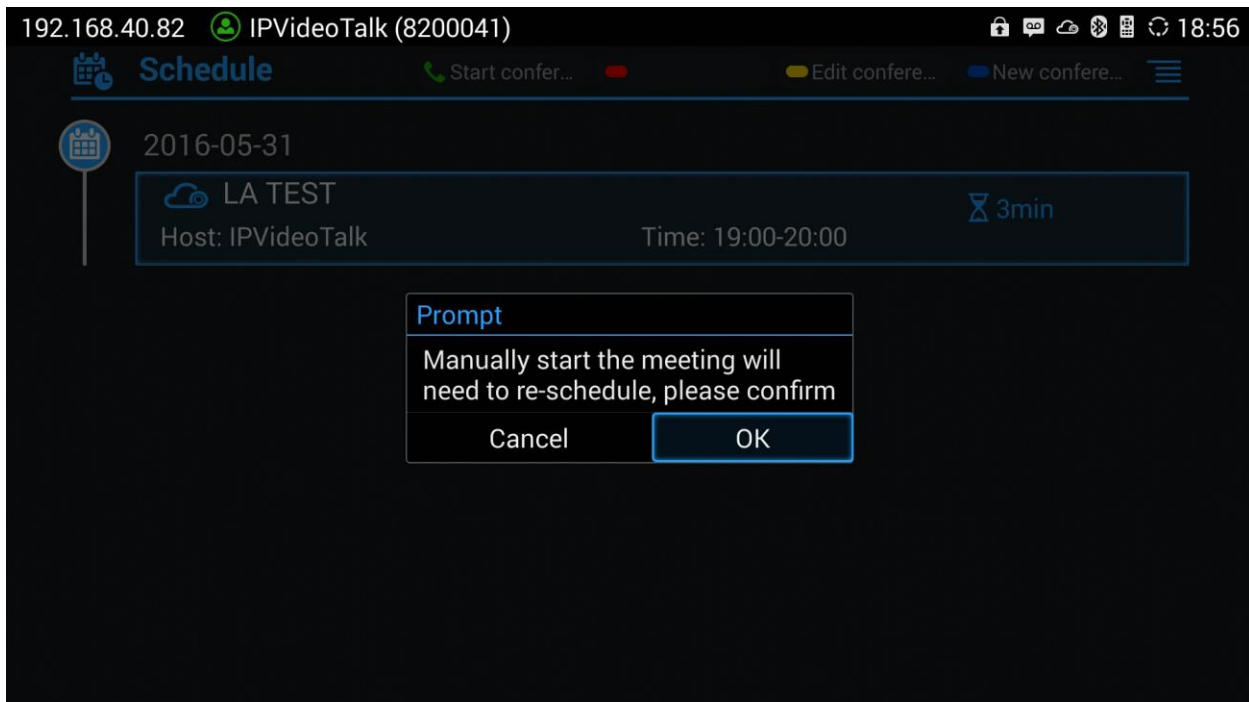 192.168.40.82 IPVideoTalk (8200041) 18:56
Schedule Start confer... Edit confere... New confere...
2016-05-31
LA TEST 3min
Host: IPVideoTalk Time: 19:00-20:00
Prompt
Manually start the meeting will
need to re-schedule, please confirm
Cancel OK